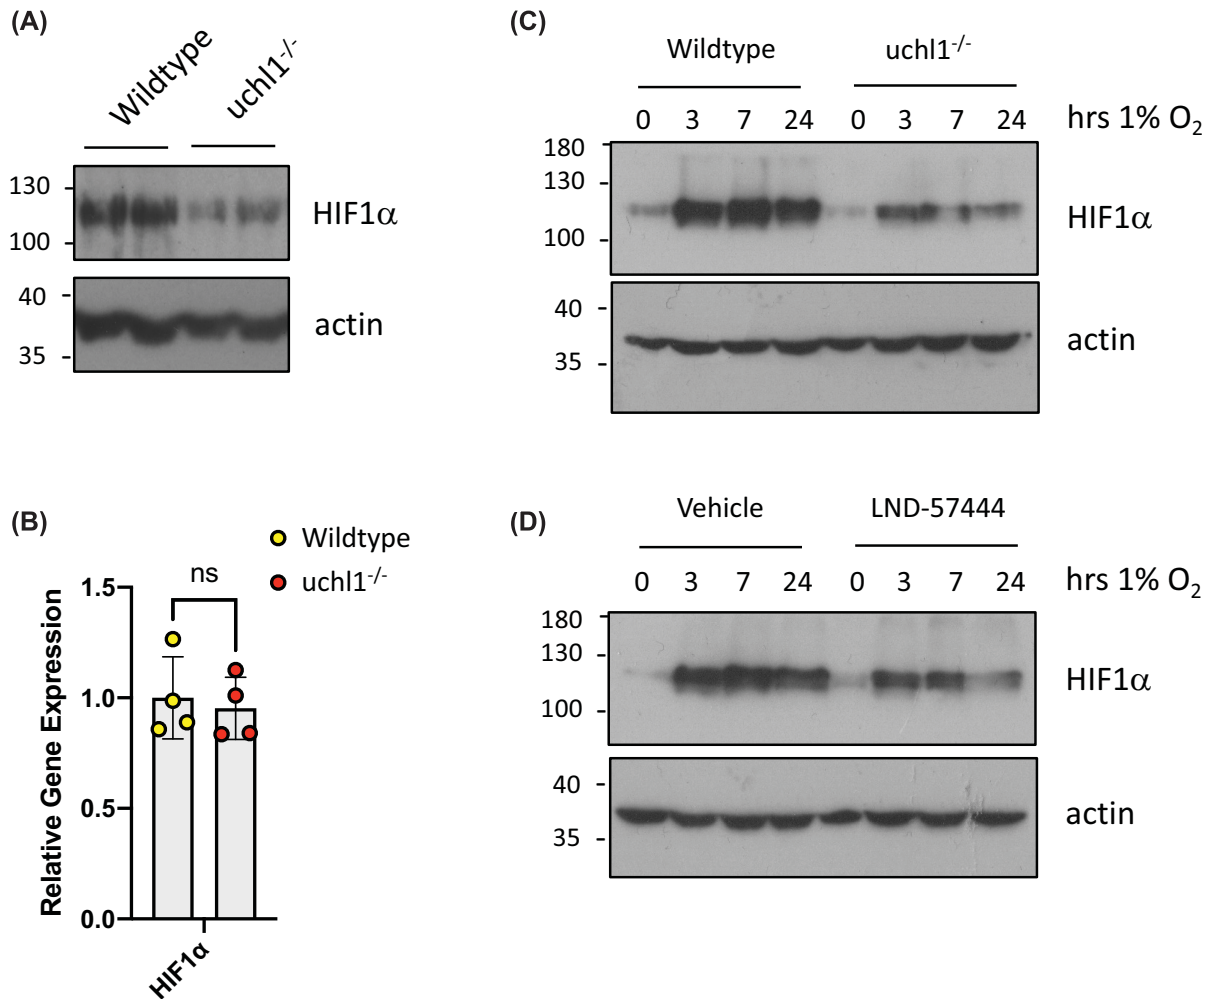 (A)
Wildtype
uchl1-/-
130
100
HIF1α
40
35
actin
(B)
Wildtype
uchl1-/-
ns
Relative Gene Expression
1.5
1.0
0.5
0.0
HIF1α
(C)
Wildtype
uchl1-/-
0 3 7 24 0 3 7 24 hrs 1% O2
180
130
100
HIF1α
40
35
actin
(D)
Vehicle
LND-57444
0 3 7 24 0 3 7 24 hrs 1% O2
180
130
100
HIF1α
40
35
actin